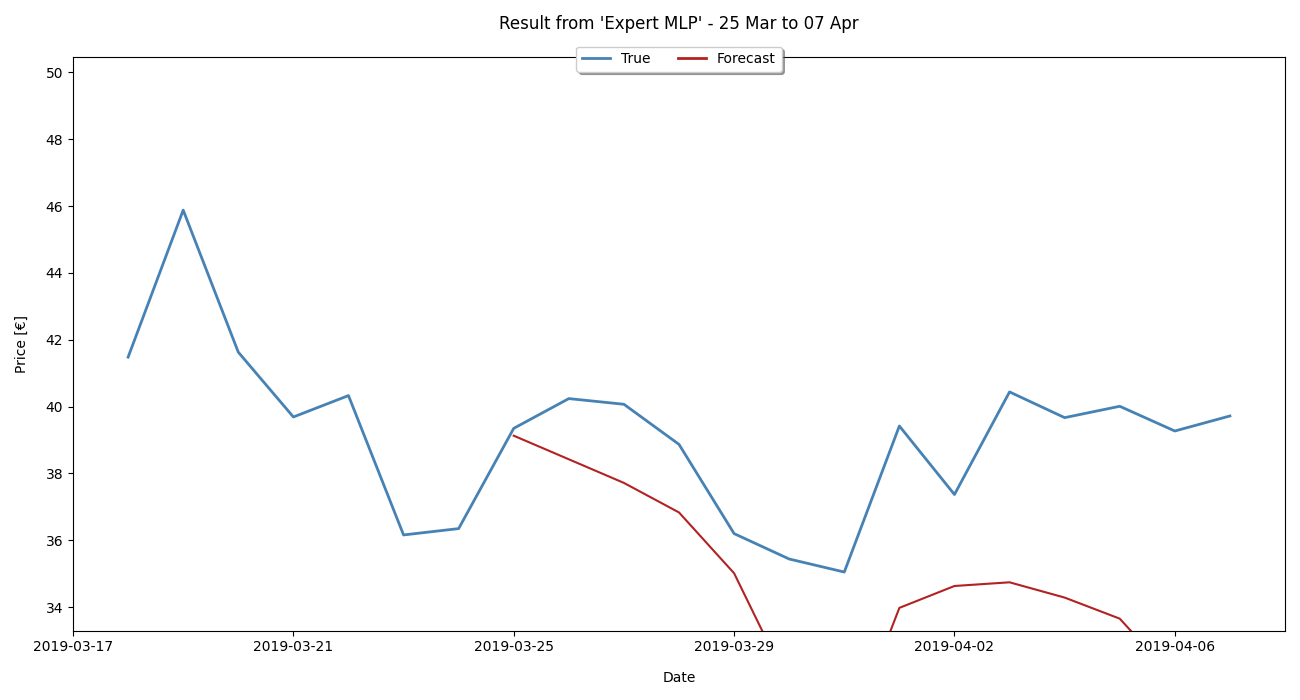 Result from 'Expert MLP' - 25 Mar to 07 Apr
True Forecast
50
48
46
44
42
40
38
36
34
Price [€]
2019-03-17 2019-03-21 2019-03-25 2019-03-29 2019-04-02 2019-04-06
Date